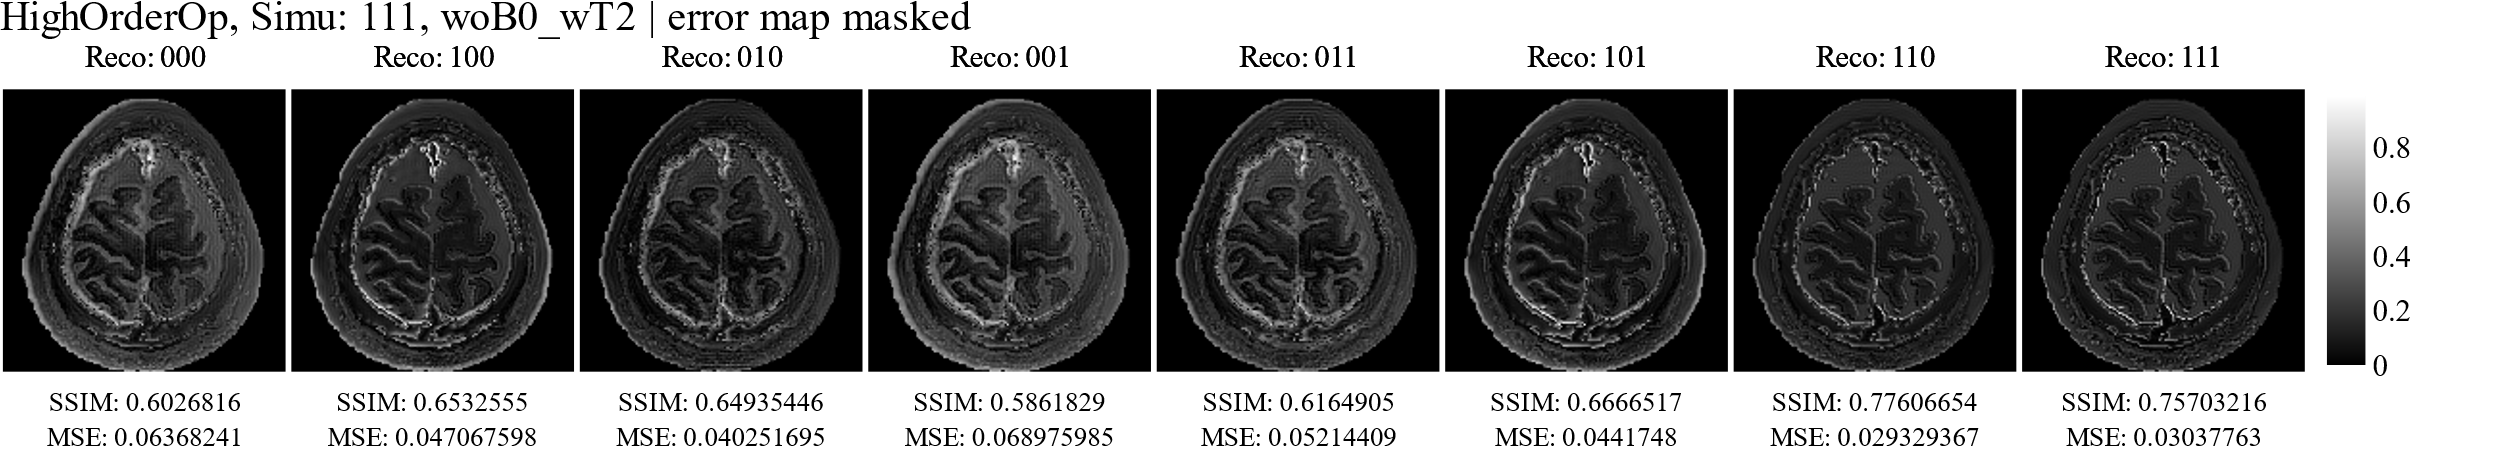 HighOrderOp, Simu: 111, woB0_wT2 | error map masked
Reco: 000 Reco: 100 Reco: 010 Reco: 001 Reco: 011 Reco: 101 Reco: 110 Reco: 111
0.8
0.6
0.4
0.2
0
SSIM: 0.6026816 SSIM: 0.6532555 SSIM: 0.64935446 SSIM: 0.5861829 SSIM: 0.6164905 SSIM: 0.6666517 SSIM: 0.77606654 SSIM: 0.75703216
MSE: 0.06368241 MSE: 0.047067598 MSE: 0.040251695 MSE: 0.068975985 MSE: 0.05214409 MSE: 0.0441748 MSE: 0.029329367 MSE: 0.03037763